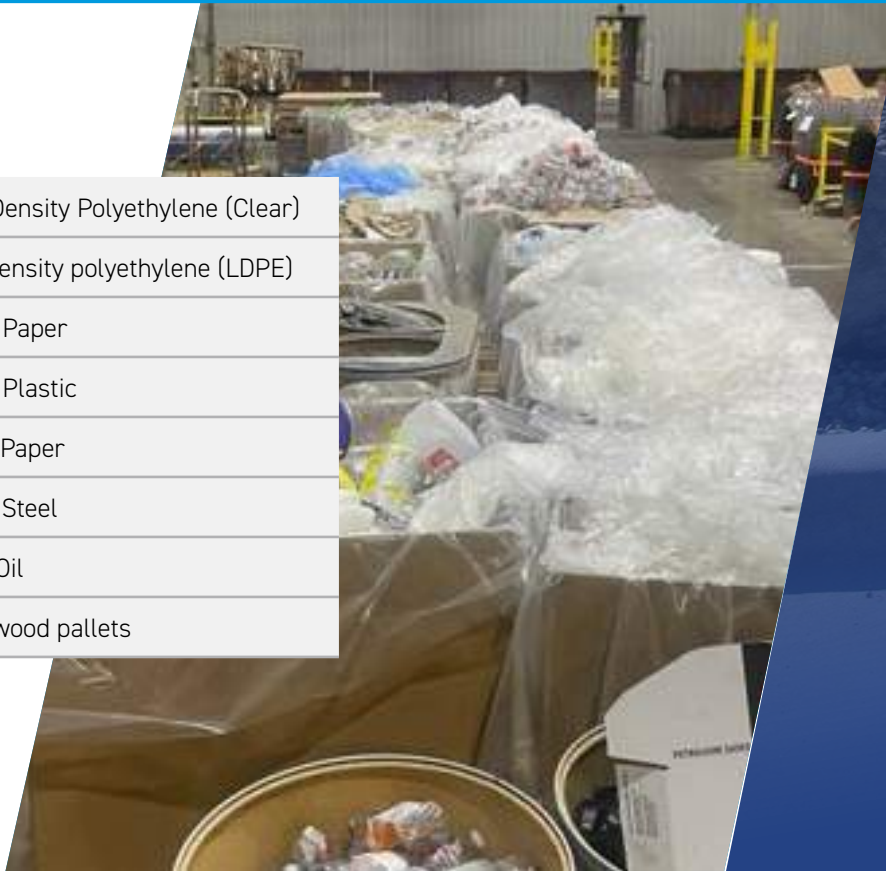 Density Polyethylene (Clear)
ensity polyethylene (LDPE)
Paper
Plastic
Paper
Steel
Oil
wood pallets